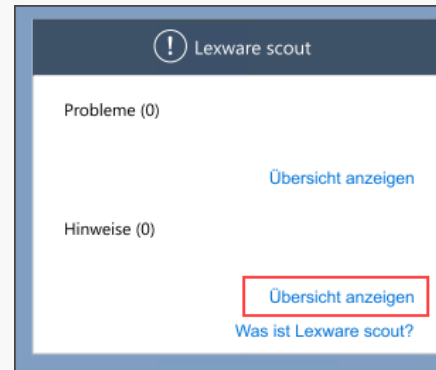 Lexware scout
Probleme (0)
Übersicht anzeigen
Hinweise (0)
Übersicht anzeigen
Was ist Lexware scout?